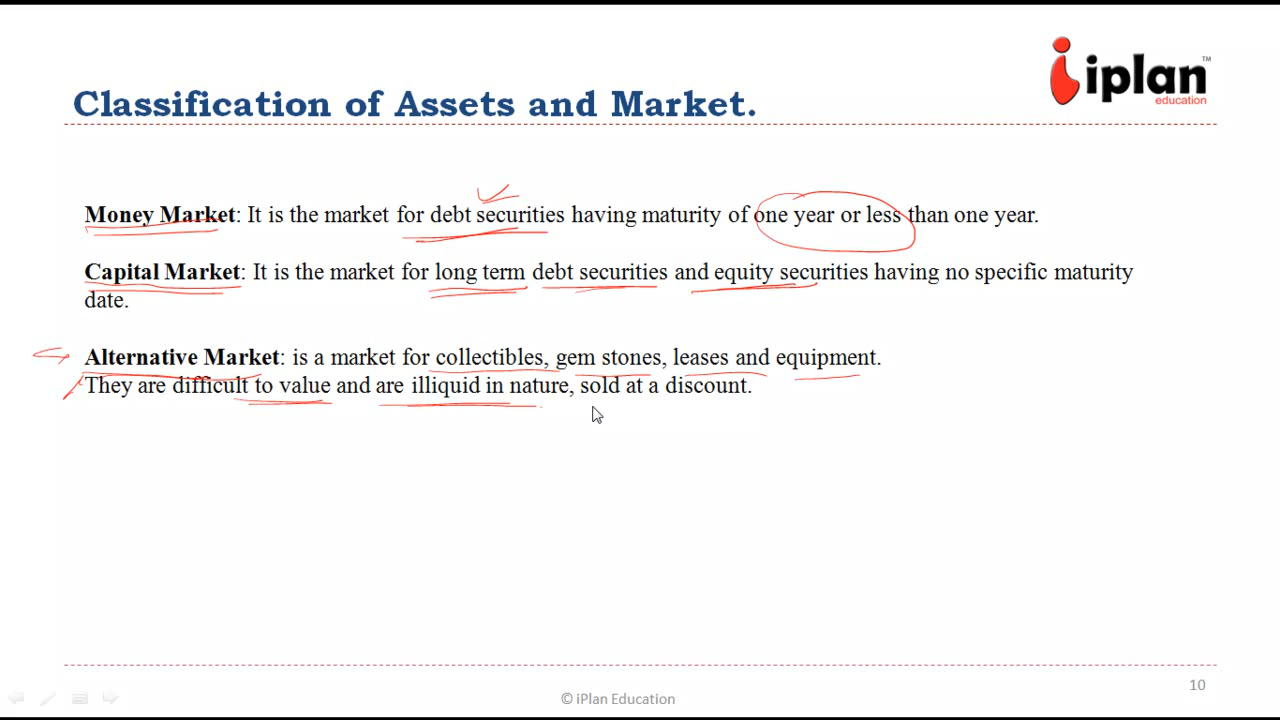 iplan™
education
Classification of Assets and Market.
Money Market: It is the market for debt securities having maturity of one year or less than one year.
Capital Market: It is the market for long term debt securities and equity securities having no specific maturity
date.
Alternative Market: is a market for collectibles, gem stones, leases and equipment.
They are difficult to value and are illiquid in nature, sold at a discount.
© iPlan Education
10